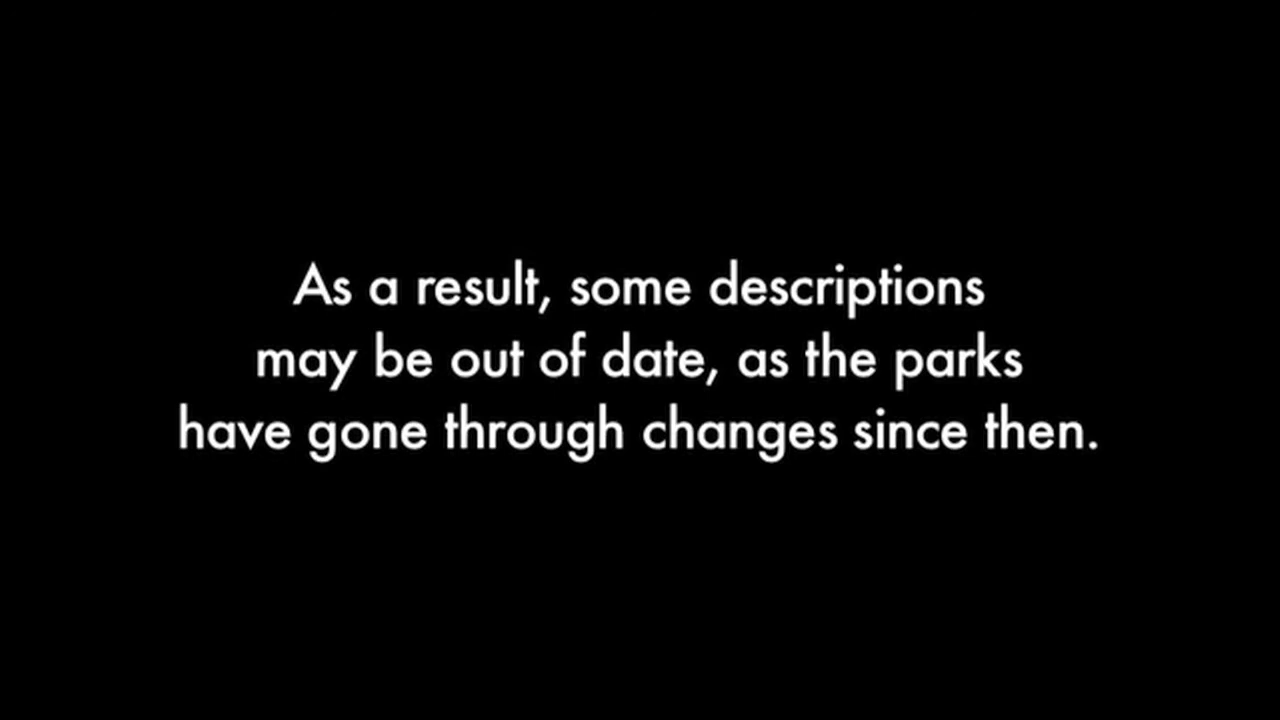 As a result, some descriptions
may be out of date, as the parks
have gone through changes since then.